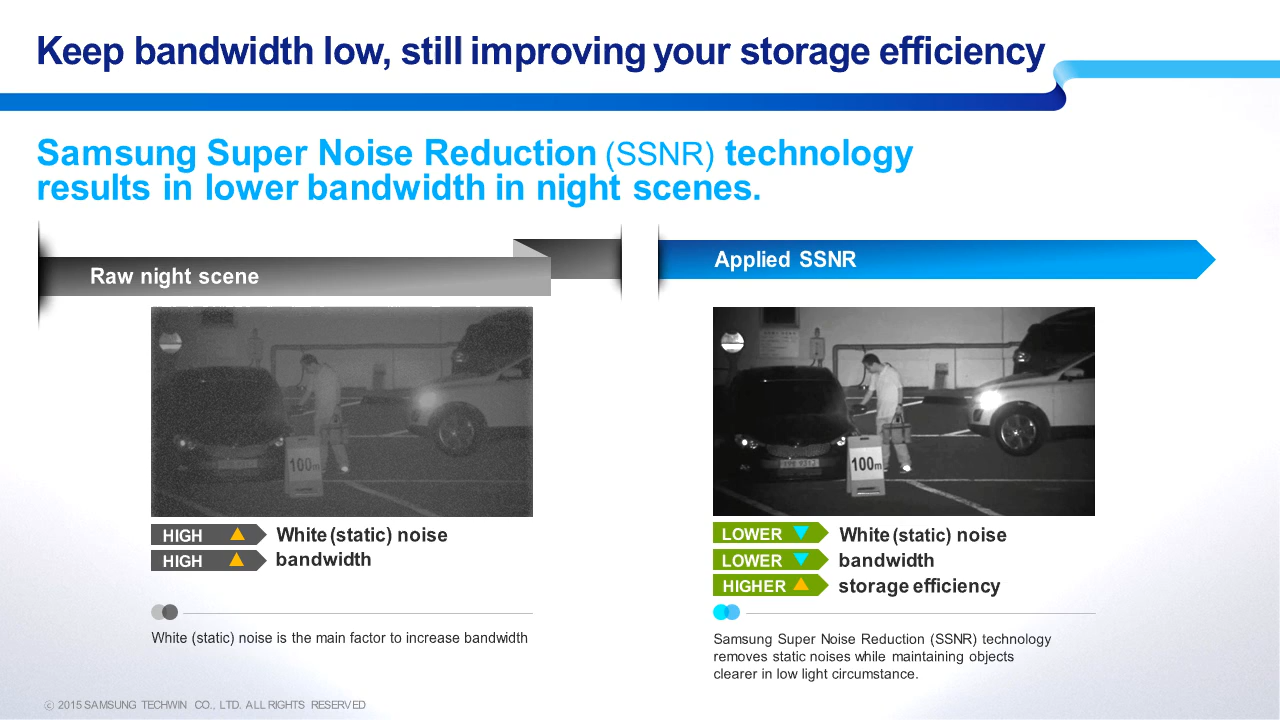 Keep bandwidth low, still improving your storage efficiency
Samsung Super Noise Reduction (SSNR) technology
results in lower bandwidth in night scenes.
Raw night scene
100m
HIGH White (static) noise
HIGH bandwidth
White (static) noise is the main factor to increase bandwidth
Applied SSNR
100m
LOWER White (static) noise
LOWER bandwidth
HIGHER storage efficiency
Samsung Super Noise Reduction (SSNR) technology
removes static noises while maintaining objects
clearer in low light circumstance.
ⓒ 2015 SAMSUNG TECHWIN CO., LTD. ALL RIGHTS RESERVED